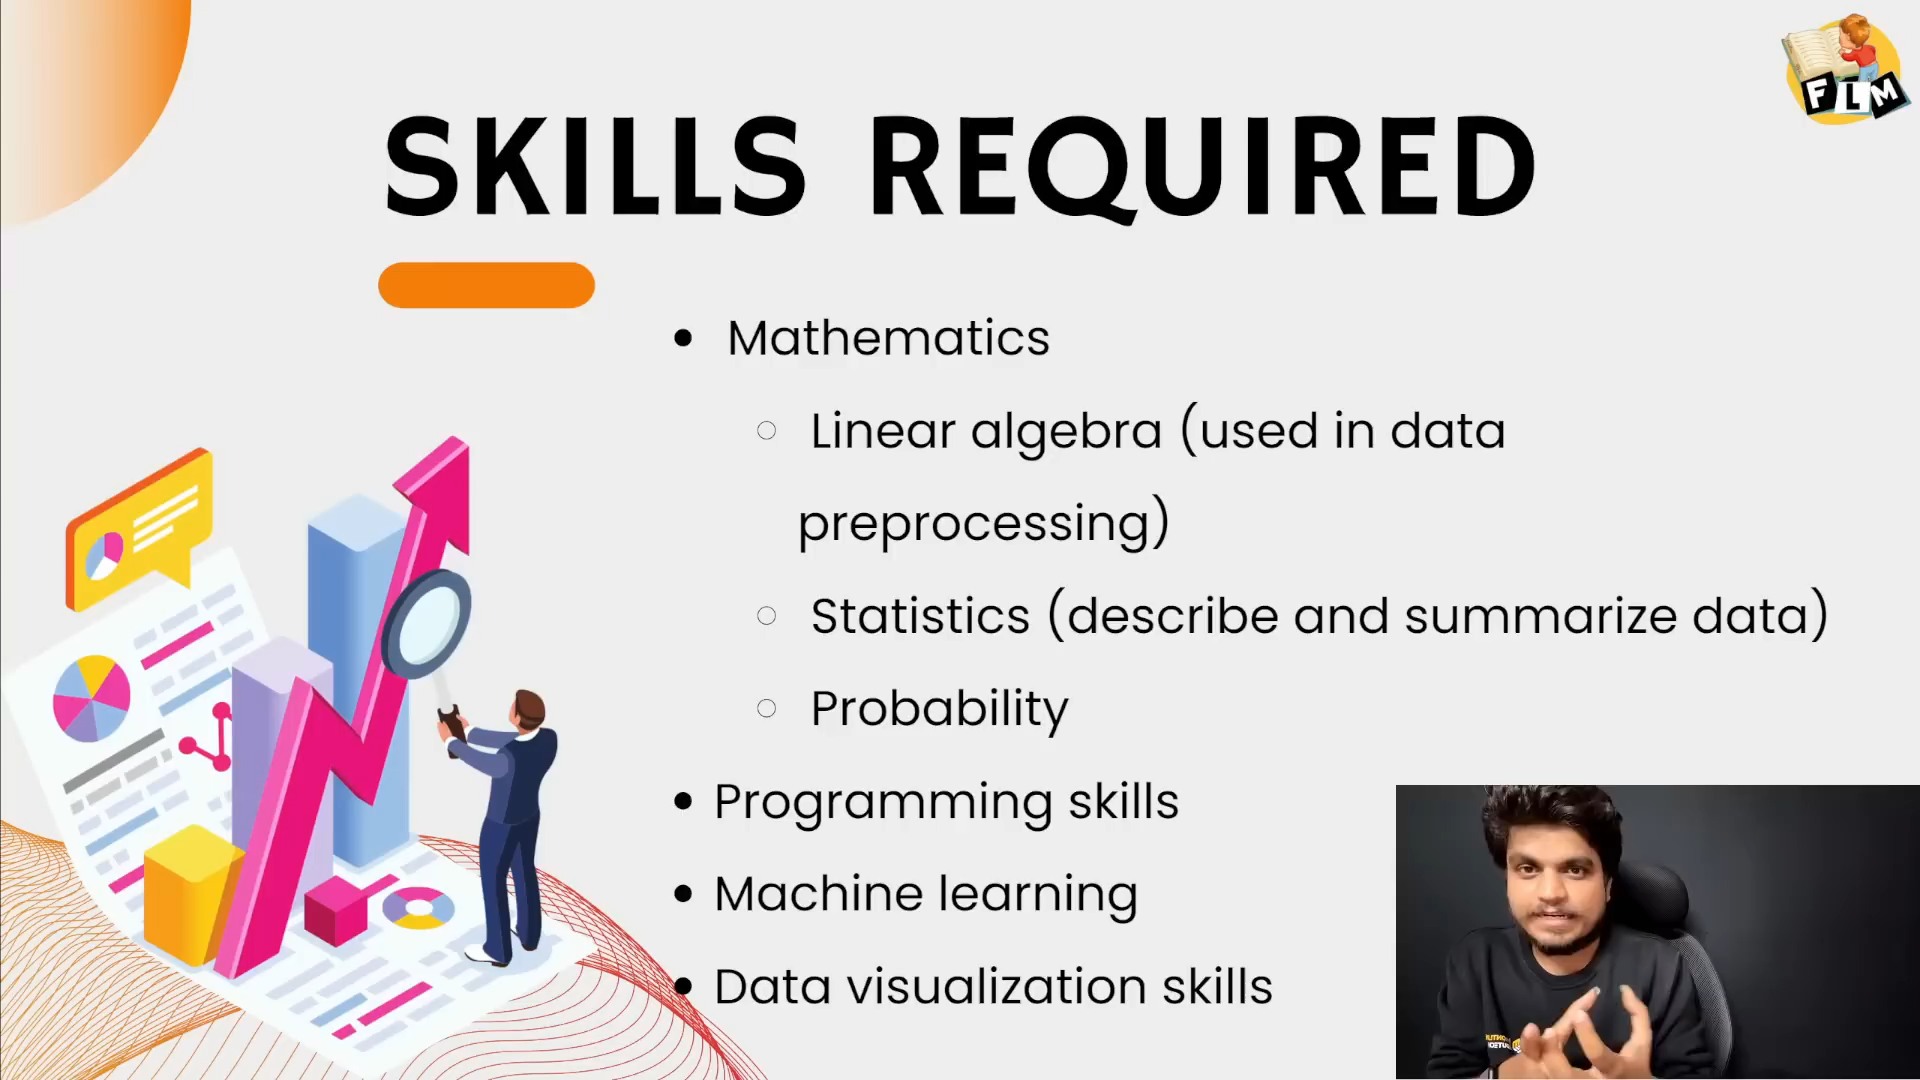 FLM
SKILLS REQUIRED
Mathematics
Linear algebra (used in data
preprocessing)
Statistics (describe and summarize data)
Probability
Programming skills
Machine learning
Data visualization skills